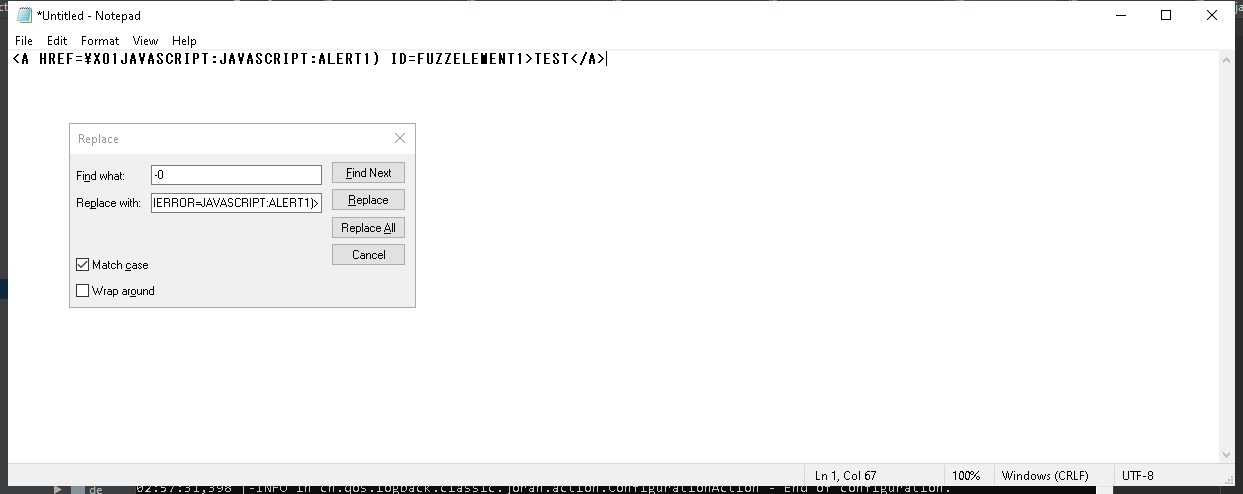 *Untitled - Notepad
File Edit Format View Help
<A HREF=¥X01JAVASCRIPT:JAVASCRIPT:ALERT1) ID=FUZZELEMENT1>TEST</A>
Replace
Find what: -0 Find Next
Replace with: IERROR=JAVASCRIPT:ALERT1)> Replace
Replace All
Cancel
Match case
Wrap around
Ln 1, Col 67 100% Windows (CRLF) UTF-8
de 02:57:31,398 |-INFO in ch.qos.logback.classic.joran.action.ConfigurationAction - End of configuration.